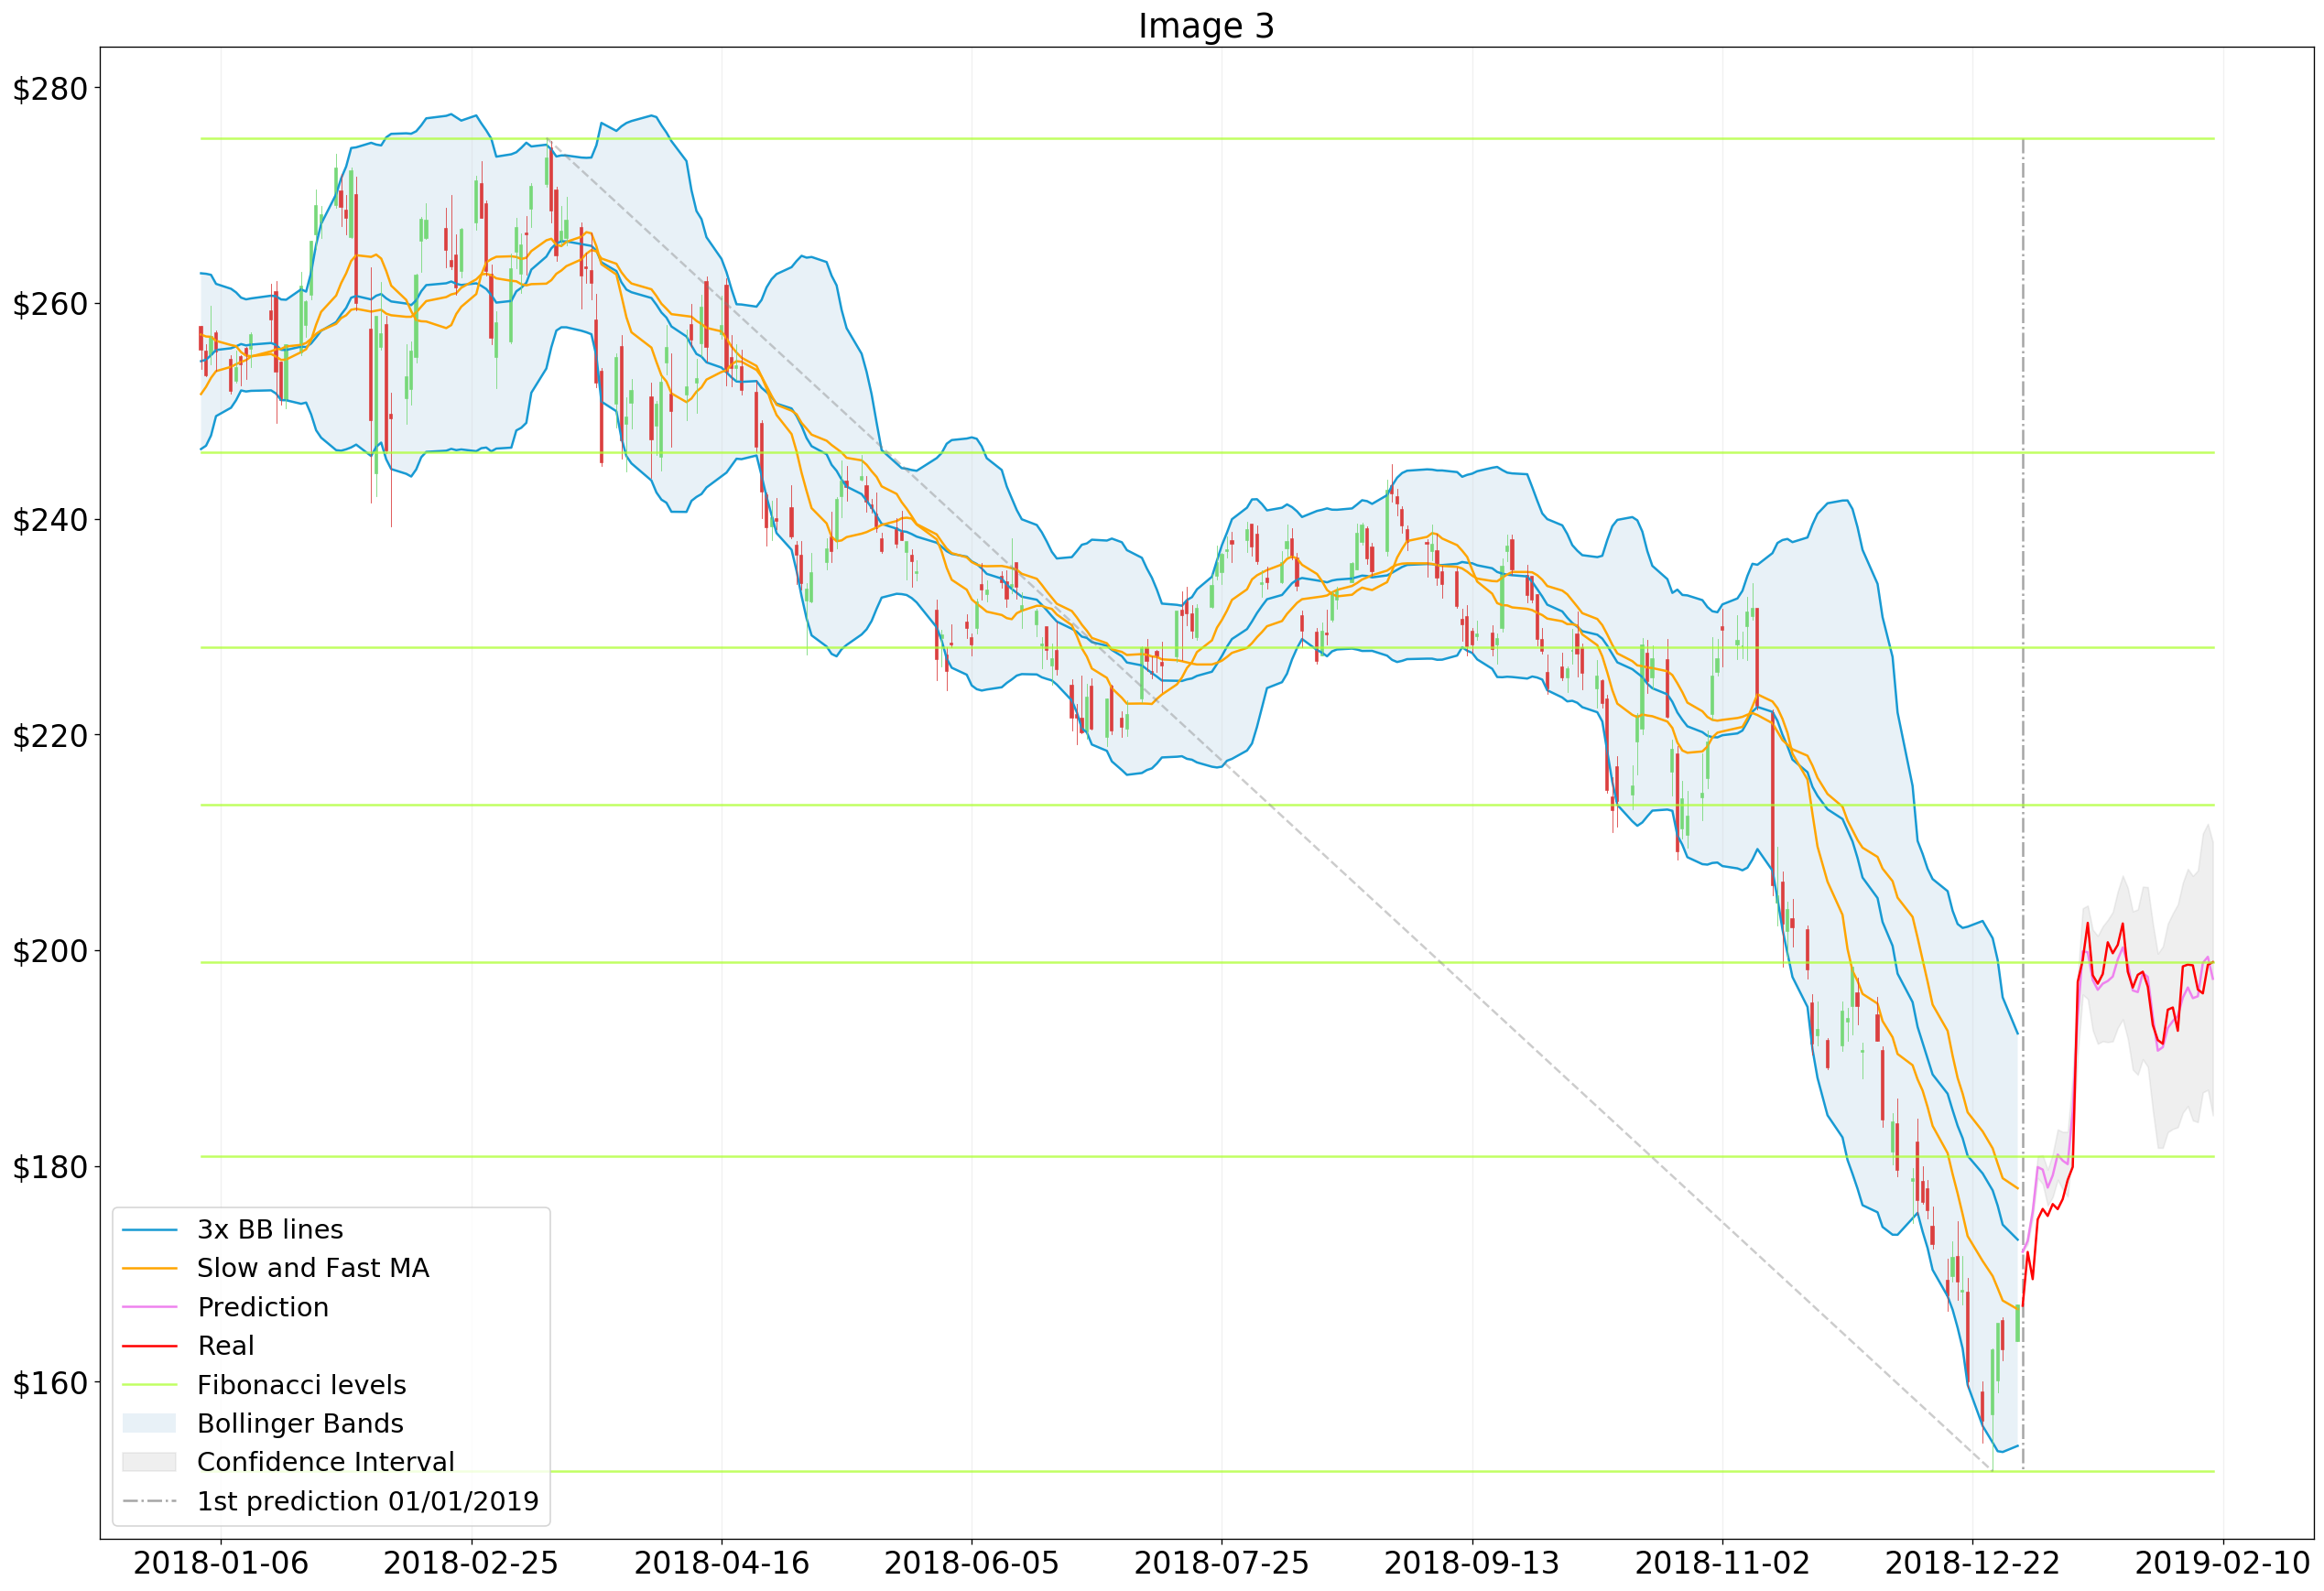 Image 3
$280
$260
$240
$220
$200
$180
$160
3x BB lines
Slow and Fast MA
Prediction
Real
Fibonacci levels
Bollinger Bands
Confidence Interval
1st prediction 01/01/2019
2018-01-06 2018-02-25 2018-04-16 2018-06-05 2018-07-25 2018-09-13 2018-11-02 2018-12-22 2019-02-10